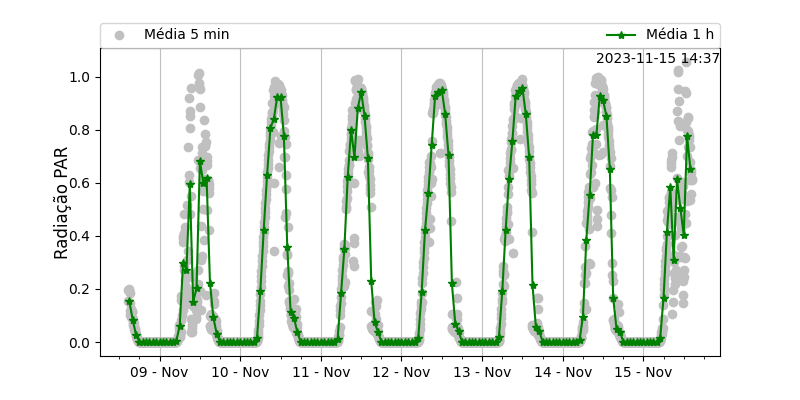 Média 5 min
Média 1 h
2023-11-15 14:37
Radiação PAR
1.0
0.8
0.6
0.4
0.2
0.0
09 - Nov
10 - Nov
11 - Nov
12 - Nov
13 - Nov
14 - Nov
15 - Nov